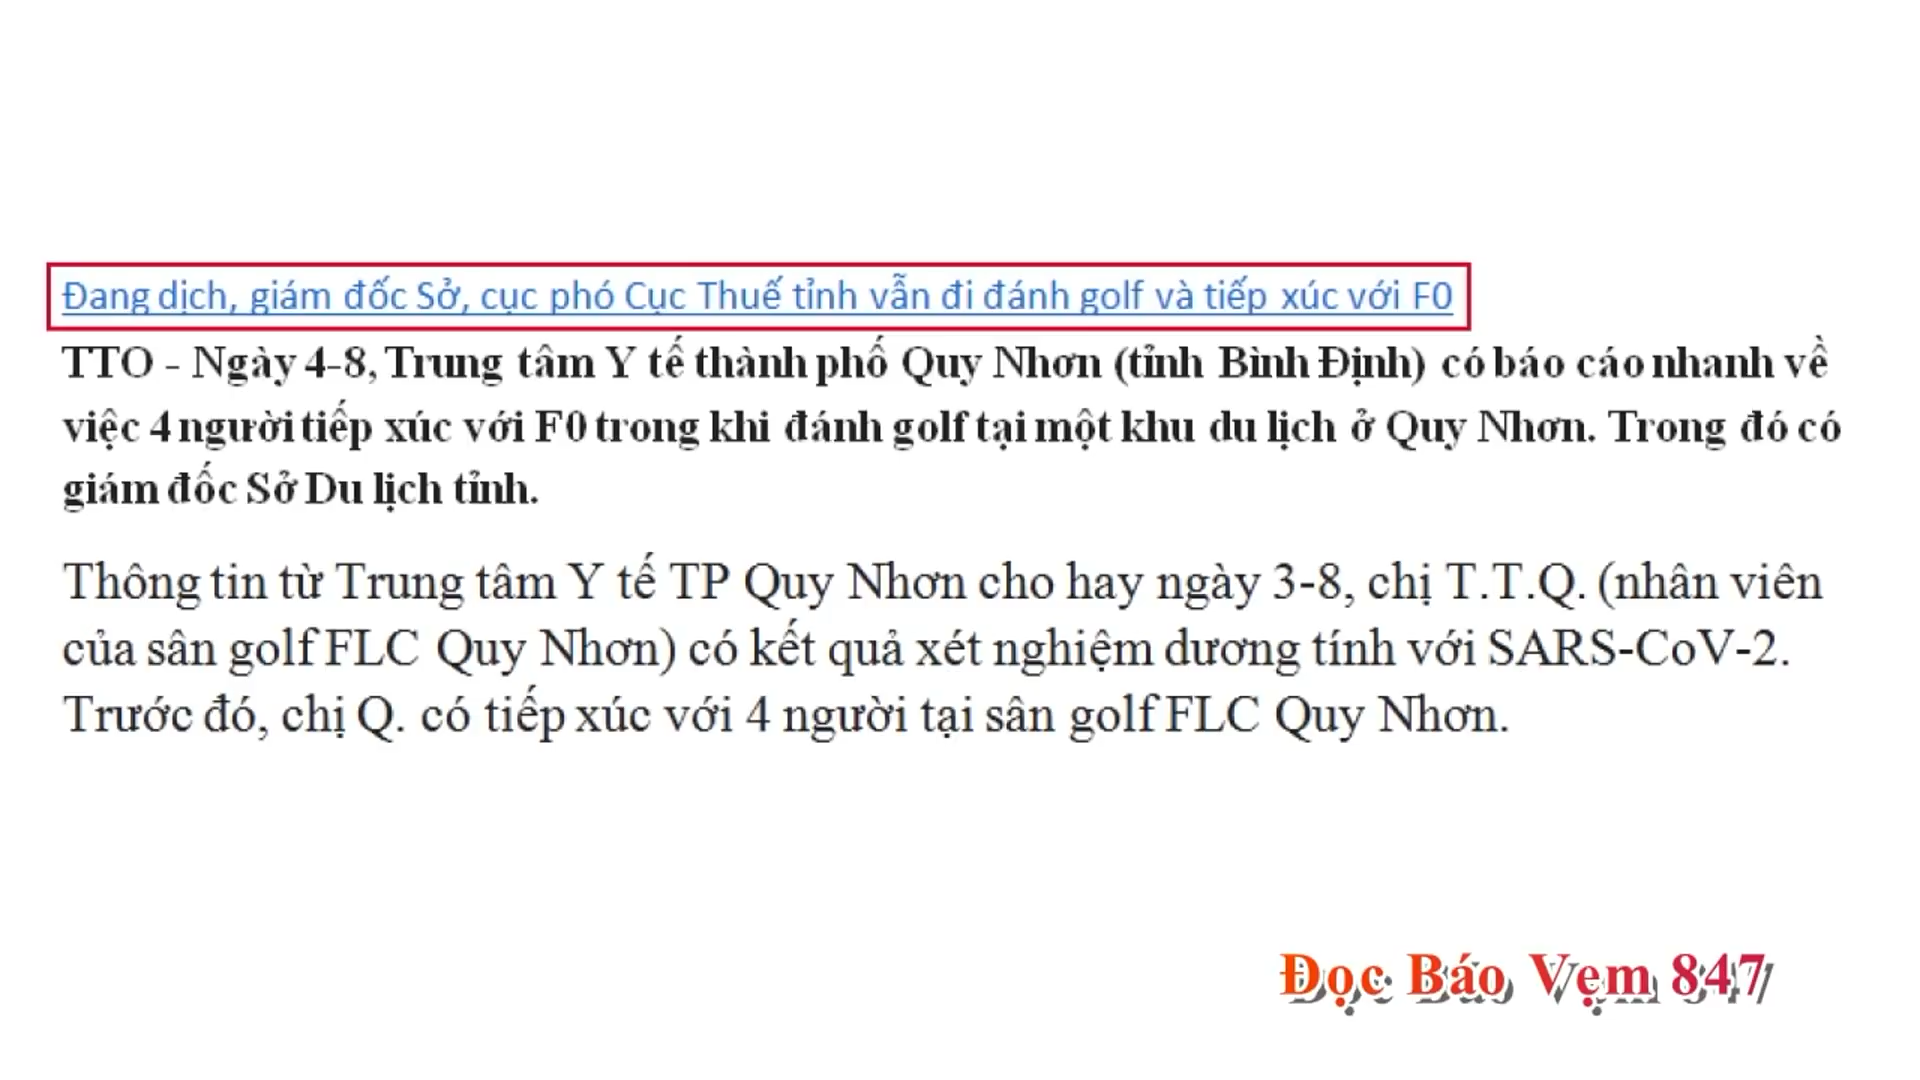 Đang dịch, giám đốc Sở, cục phó Cục Thuế tỉnh vẫn đi đánh golf và tiếp xúc với F0
TTO - Ngày 4-8, Trung tâm Y tế thành phố Quy Nhơn (tỉnh Bình Định) có báo cáo nhanh về
việc 4 người tiếp xúc với F0 trong khi đánh golf tại một khu du lịch ở Quy Nhơn. Trong đó có
giám đốc Sở Du lịch tỉnh.
Thông tin từ Trung tâm Y tế TP Quy Nhơn cho hay ngày 3-8, chị T.T.Q. (nhân viên
của sân golf FLC Quy Nhơn) có kết quả xét nghiệm dương tính với SARS-CoV-2.
Trước đó, chị Q. có tiếp xúc với 4 người tại sân golf FLC Quy Nhơn.
Đọc Báo Vẹm 847